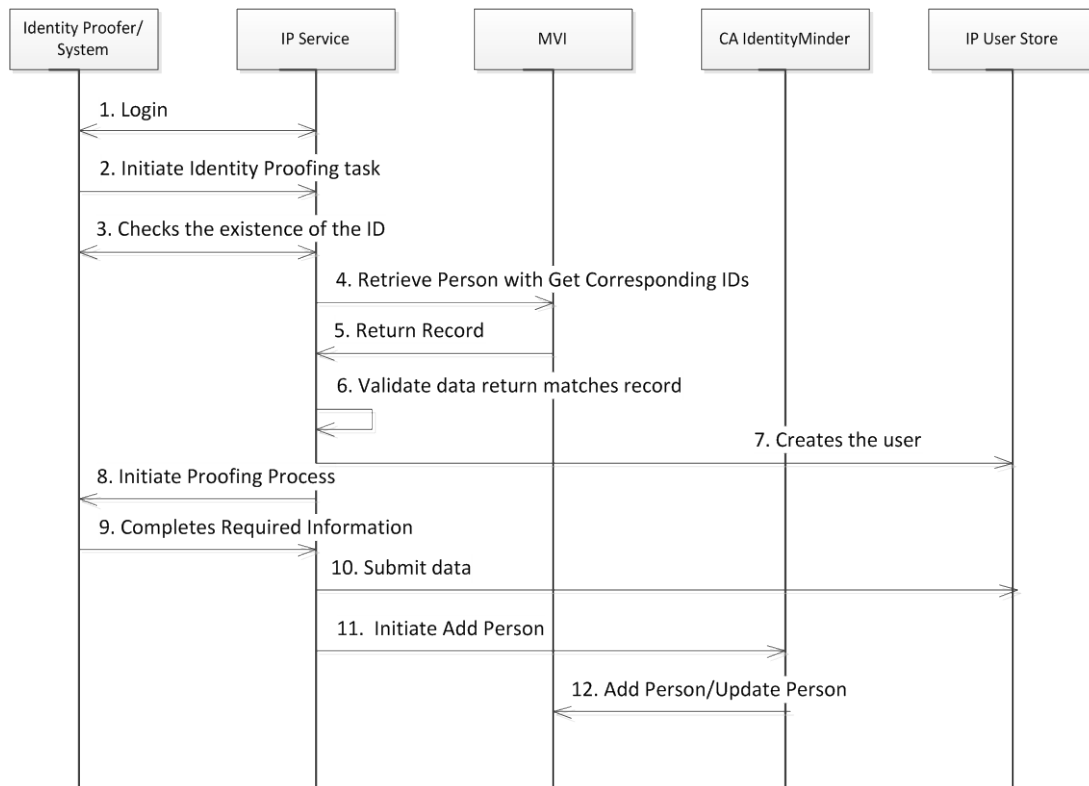 Identity Proofer/
System
IP Service
MVI
CA IdentityMinder
IP User Store
1. Login
2. Initiate Identity Proofing task
3. Checks the existence of the ID
4. Retrieve Person with Get Corresponding IDs
5. Return Record
6. Validate data return matches record
7. Creates the user
8. Initiate Proofing Process
9. Completes Required Information
10. Submit data
11. Initiate Add Person
12. Add Person/Update Person